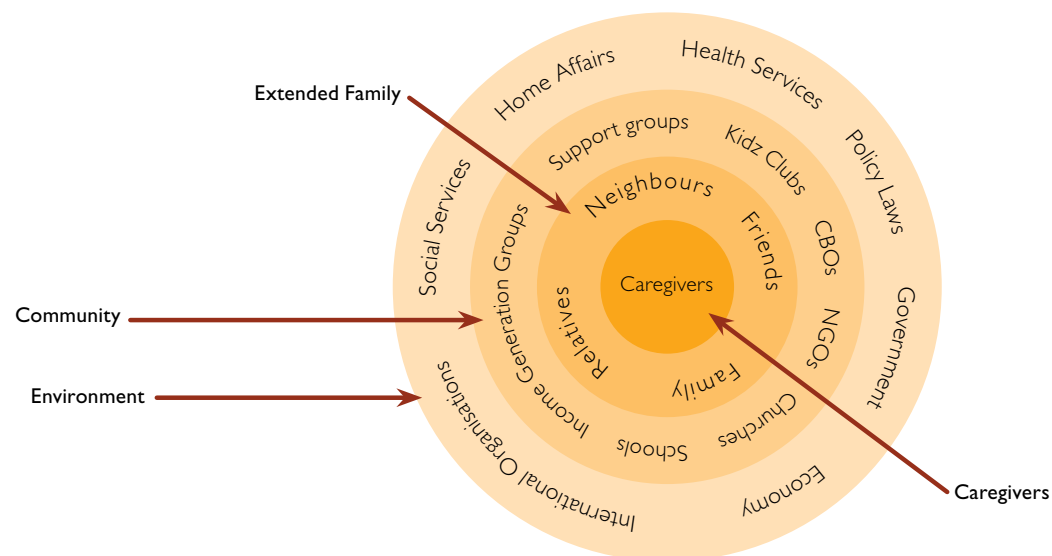 Home Affairs
Health Services
Extended Family
Support groups
Kidz Clubs
Policy Laws
Social Services
Neighbours
Friends
CBOs
Income Generation Groups
Caregivers
Relatives
Family
NGOs
Government
Community
Environment
International Organisations
Schools
Churches
Economy
Caregivers